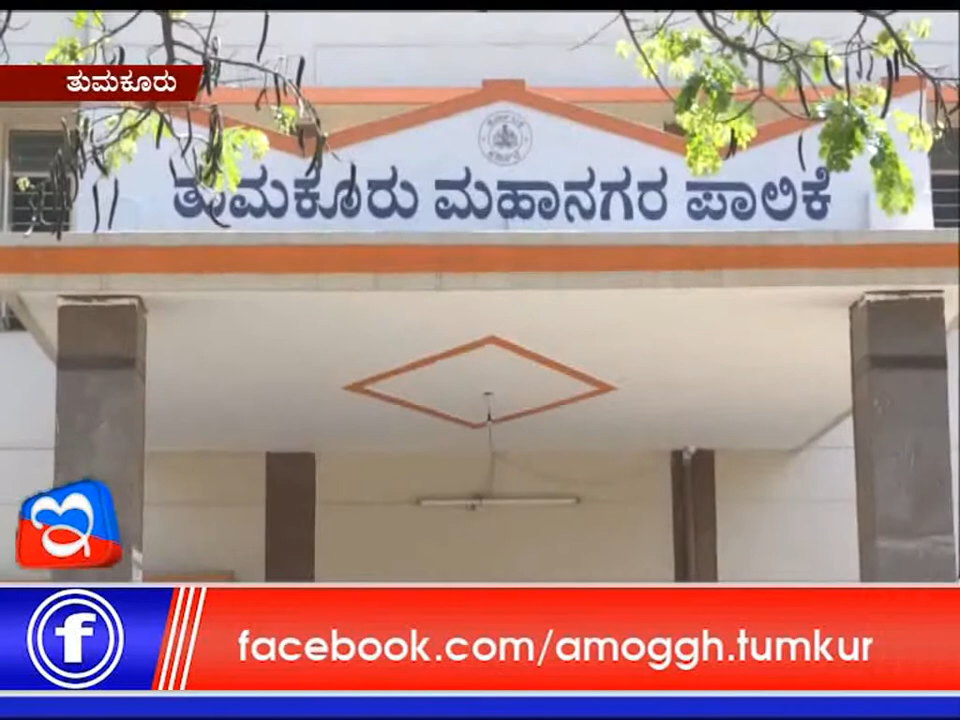 ತುಮಕೂರು
ತುಮಕೂರು ಮಹಾನಗರ ಪಾಲಿಕೆ
ಇ
f
facebook.com/amoggh.tumkur